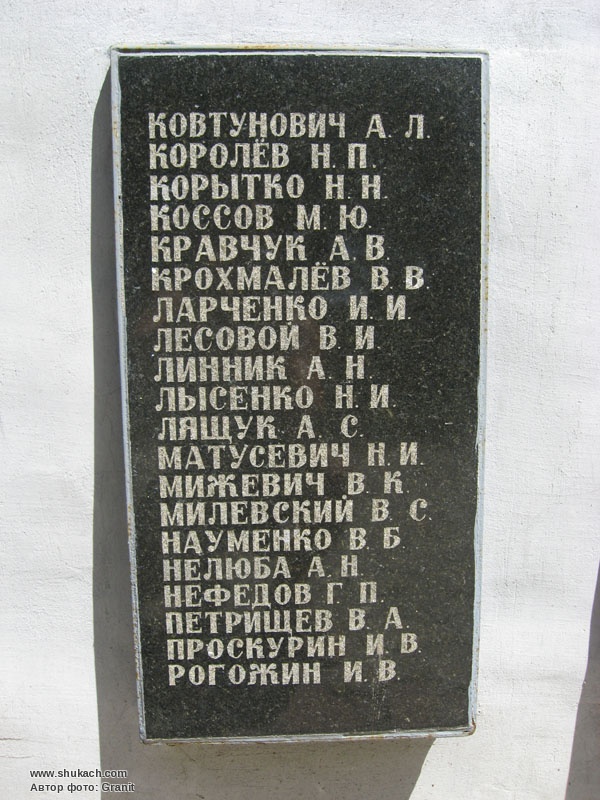 КОВТУНОВИЧ А. Л.
КОРОЛЁВ Н. П.
КОРЫТКО Н. Н.
КОССОВ М. Ю.
КРАВЧУК А. В.
КРОХМАЛЁВ В. В.
ЛАРЧЕНКО И. И.
ЛЕСОВОЙ В. И.
ЛИННИК А. Н.
ЛЫСЕНКО Н. И.
ЛЯЩУК А. С.
МАТУСЕВИЧ Н. И.
МИЖЕВИЧ В. К.
МИЛЕВСКИЙ В. С.
НАУМЕНКО В. Б.
НЕЛЮБА А. Н.
НЕФЕДОВ Г. П.
ПЕТРИЩЕВ В. А.
ПРОСКУРИН И. В.
РОГОЖИН И. В.
www.shukach.com
Автор фото: Granit